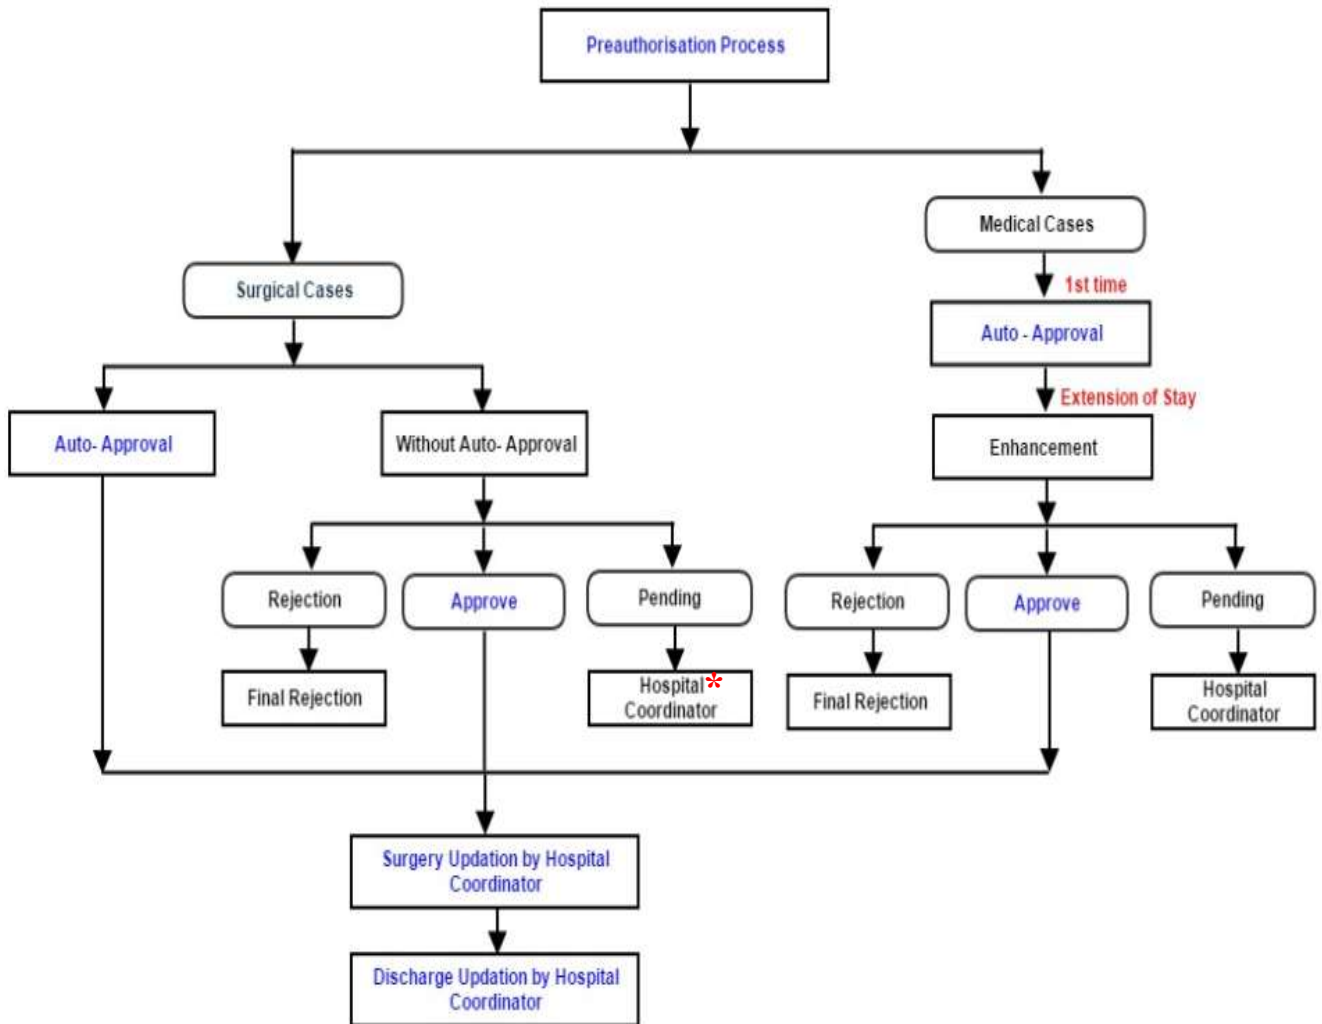 Preauthorisation Process
Medical Cases
1st time
Surgical Cases
Auto - Approval
Extension of Stay
Auto- Approval
Without Auto- Approval
Enhancement
Rejection
Approve
Pending
Rejection
Approve
Pending
Final Rejection
Hospital*
Coordinator
Final Rejection
Hospital
Coordinator
Surgery Updation by Hospital
Coordinator
Discharge Updation by Hospital
Coordinator